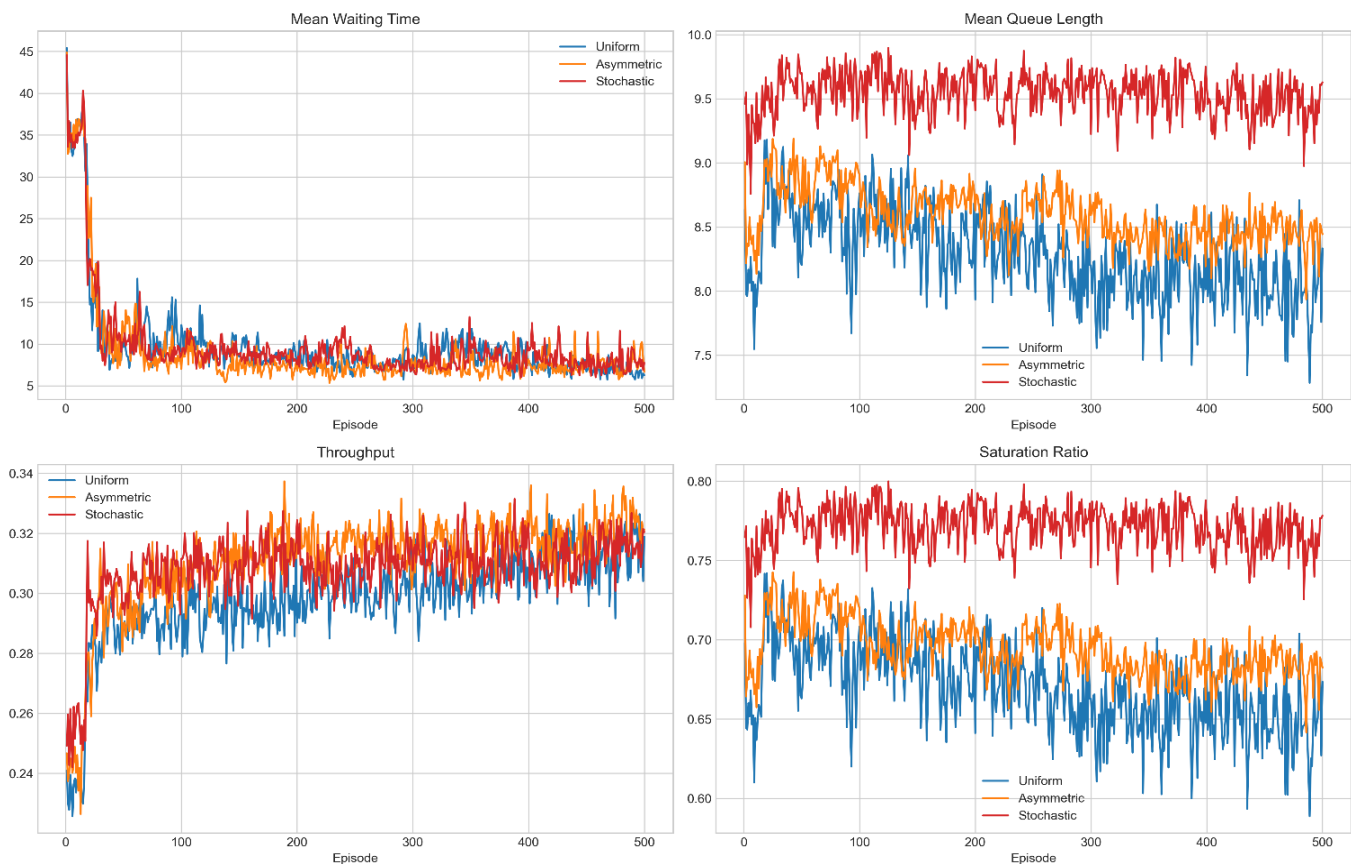 Mean Waiting Time
45
40
35
30
25
20
15
10
5
0
100
200
300
400
500
Episode
Uniform
Asymmetric
Stochastic
Mean Queue Length
10.0
9.5
9.0
8.5
8.0
7.5
0
100
200
300
400
500
Episode
Uniform
Asymmetric
Stochastic
Throughput
0.34
0.32
0.30
0.28
0.26
0.24
0
100
200
300
400
500
Episode
Uniform
Asymmetric
Stochastic
Saturation Ratio
0.80
0.75
0.70
0.65
0.60
0
100
200
300
400
500
Episode
Uniform
Asymmetric
Stochastic